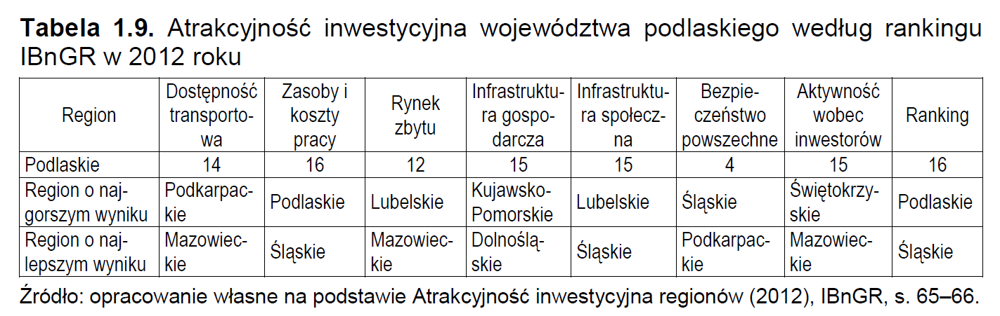 Tabela 1.9. Atrakcyjność inwestycyjna województwa podlaskiego według rankingu
IBnGR w 2012 roku
Region
Dostępność
transporto-
wa
Zasoby i
koszty
pracy
Rynek
zbytu
Infrastruktu-
ra gospo-
darcza
Infrastruktu-
ra społecz-
na
Bezpie-
czeństwo
powszechne
Aktywność
wobec
inwestorów
Ranking
Podlaskie 14 16 12 15 15 4 15 16
Region o naj-
gorszym wyniku
Podkarpac-
kie
Podlaskie
Lubelskie
Kujawsko-
Pomorskie
Lubelskie
Śląskie
Świętokrzy-
skie
Podlaskie
Region o naj-
lepszym wyniku
Mazowiec-
kie
Śląskie
Mazowiec-
kie
Dolnoślą-
skie
Śląskie
Podkarpac-
kie
Mazowiec-
kie
Śląskie
Źródło: opracowanie własne na podstawie Atrakcyjność inwestycyjna regionów (2012), IBnGR, s. 65–66.